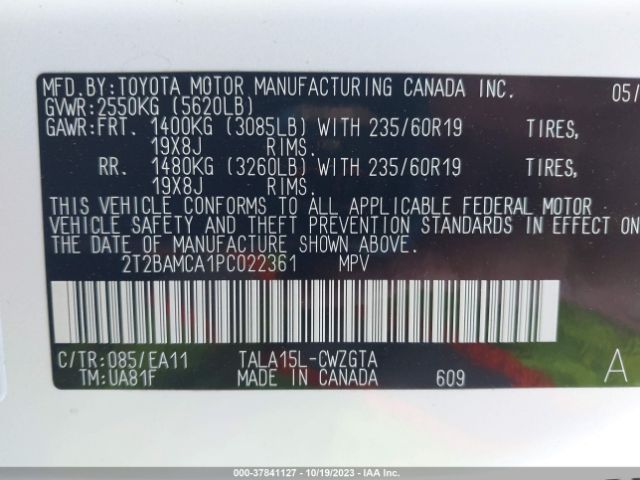 MFD.BY:TOYOTA MOTOR MANUFACTURING CANADA INC. 05/
GVWR:2550KG (5620LB)
GAWR:FRT. 1400KG (3085LB) WITH 235/60R19 TIRES,
19X8J RIMS.
RR. 1480KG (3260LB) WITH 235/60R19 TIRES,
19X8J RIMS.
THIS VEHICLE CONFORMS TO ALL APPLICABLE FEDERAL MOTOR
VEHICLE SAFETY AND THEFT PREVENTION STANDARDS IN EFFECT ON
THE DATE OF MANUFACTURE SHOWN ABOVE.
2T2BAMCA1PC022361 MPV
C/TR:085/EA11 TALA15L-CWZGTA
TM:UA81F MADE IN CANADA 609 A
000-37841127 - 10/19/2023 - IAA Inc.